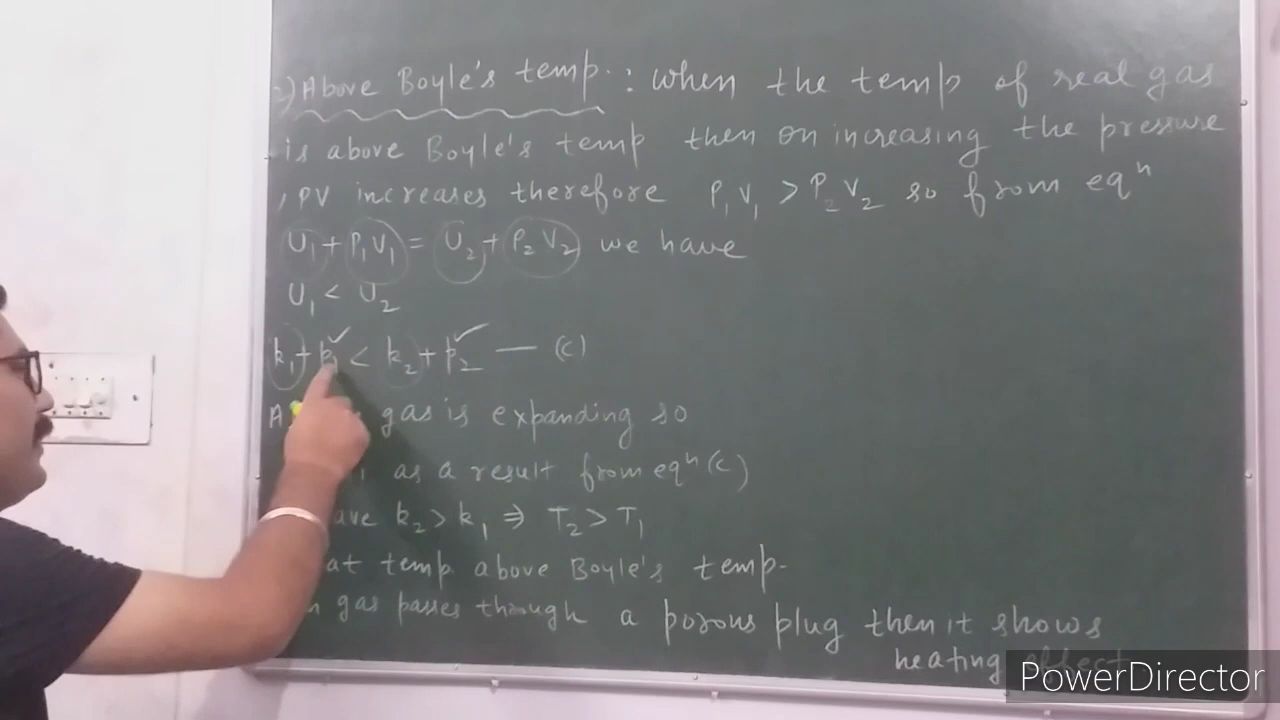 ) Above Boyle's temp. : when the temp of real gas
is above Boyle's temp then on increasing the pressure
, PV increases therefore P₁V₁ > P₂V₂ so from eqⁿ
U₁ + P₁V₁ = U₂ + P₂V₂ we have
U₁ < U₂
k₁ + < k₂ + p₂ — (c)
gas is expanding so
as a result from eqⁿ (c)
k₂ > k₁ ⇒ T₂ > T₁
at temp above Boyle's temp.
gas passes through a porous plug then it shows
heating
PowerDirector